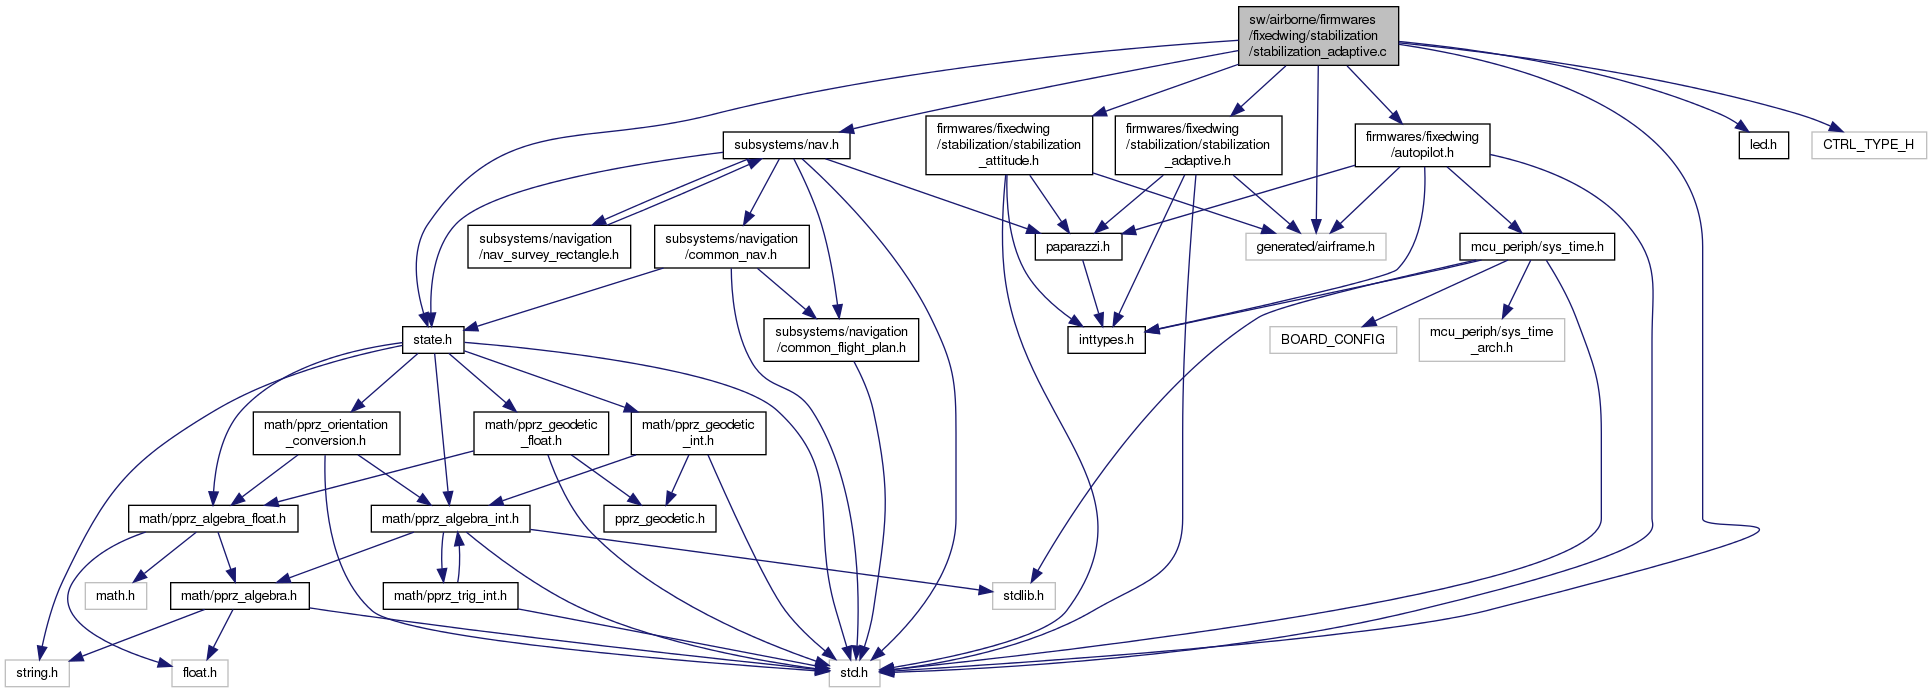 sw/airborne/firmwares
/fixedwing/stabilization
/stabilization_adaptive.c
subsystems/nav.h
firmwares/fixedwing
/stabilization/stabilization
_attitude.h
firmwares/fixedwing
/stabilization/stabilization
_adaptive.h
firmwares/fixedwing
/autopilot.h
led.h
CTRL_TYPE_H
subsystems/navigation
/nav_survey_rectangle.h
subsystems/navigation
/common_nav.h
paparazzi.h
generated/airframe.h
mcu_periph/sys_time.h
state.h
subsystems/navigation
/common_flight_plan.h
inttypes.h
BOARD_CONFIG
mcu_periph/sys_time
_arch.h
math/pprz_orientation
_conversion.h
math/pprz_geodetic
_float.h
math/pprz_geodetic
_int.h
math/pprz_algebra_float.h
math/pprz_algebra_int.h
pprz_geodetic.h
math.h
math/pprz_algebra.h
math/pprz_trig_int.h
stdlib.h
string.h
float.h
std.h